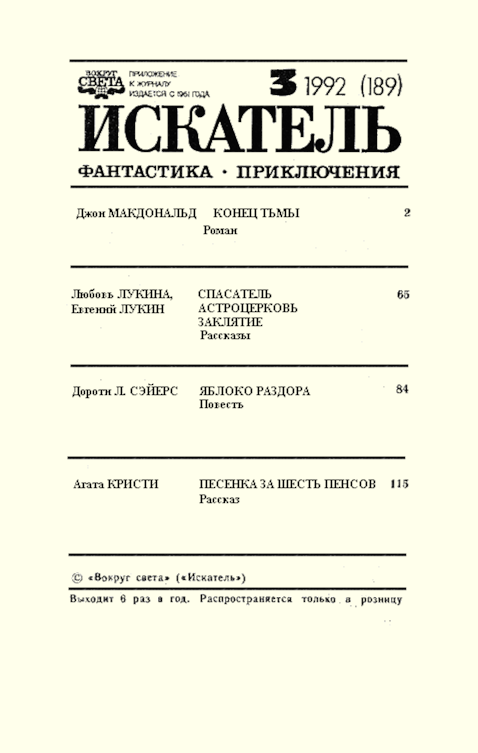 ВОКРУГ СВЕТА
ПРИЛОЖЕНИЕ
К ЖУРНАЛУ
ИЗДАЕТСЯ С 1961 ГОДА
3 1992 (189)
ИСКАТЕЛЬ
ФАНТАСТИКА · ПРИКЛЮЧЕНИЯ
Джон МАКДОНАЛЬД КОНЕЦ ТЬМЫ 2
Роман
Любовь ЛУКИНА, СПАСАТЕЛЬ 65
Евгений ЛУКИН АСТРОЦЕРКОВЬ
ЗАКЛЯТИЕ
Рассказы
Дороти Л. СЭЙЕРС ЯБЛОКО РАЗДОРА 84
Повесть
Агата КРИСТИ ПЕСЕНКА ЗА ШЕСТЬ ПЕНСОВ 115
Рассказ
© «Вокруг света» («Искатель»)
Выходит 6 раз в год. Распространяется только в розницу